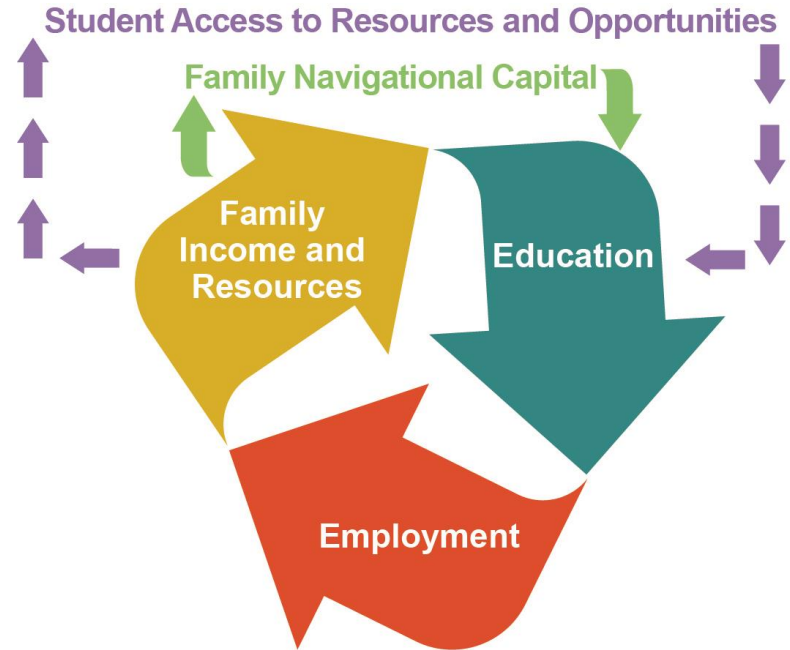 Student Access to Resources and Opportunities
Family Navigational Capital
Family
Income and
Resources
Education
Employment